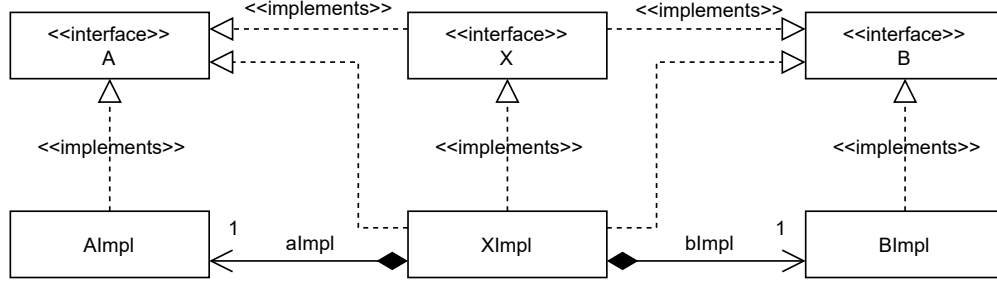 <<implements>>
<<implements>>
<<interface>>
A
<<interface>>
X
<<interface>>
B
<<implements>>
<<implements>>
<<implements>>
AImpl
1
aImpl
XImpl
bImpl
1
BImpl